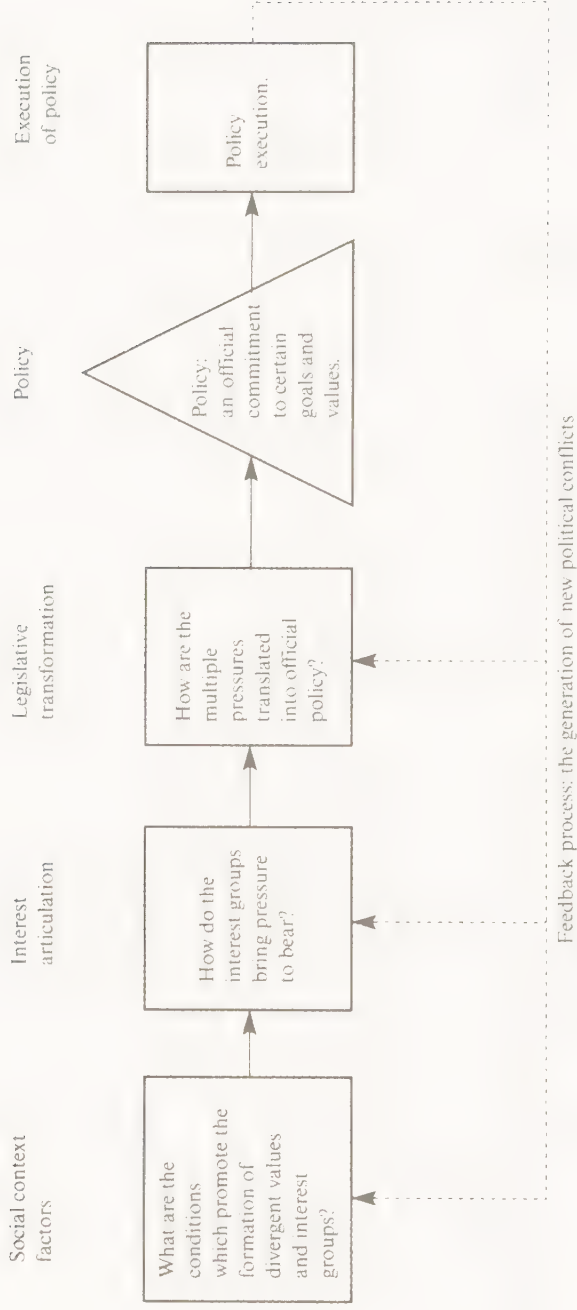 Social context
factors
Interest
articulation
Legislative
transformation
Policy
Execution
of policy
What are the
conditions
which promote the
formation of
divergent values
and interest
groups?
How do the
interest groups
bring pressure
to bear?
How are the
multiple
pressures
translated
into official
policy?
Policy:
an official
commitment
to certain
goals and
values.
Policy
execution.
Feedback process: the generation of new political conflicts